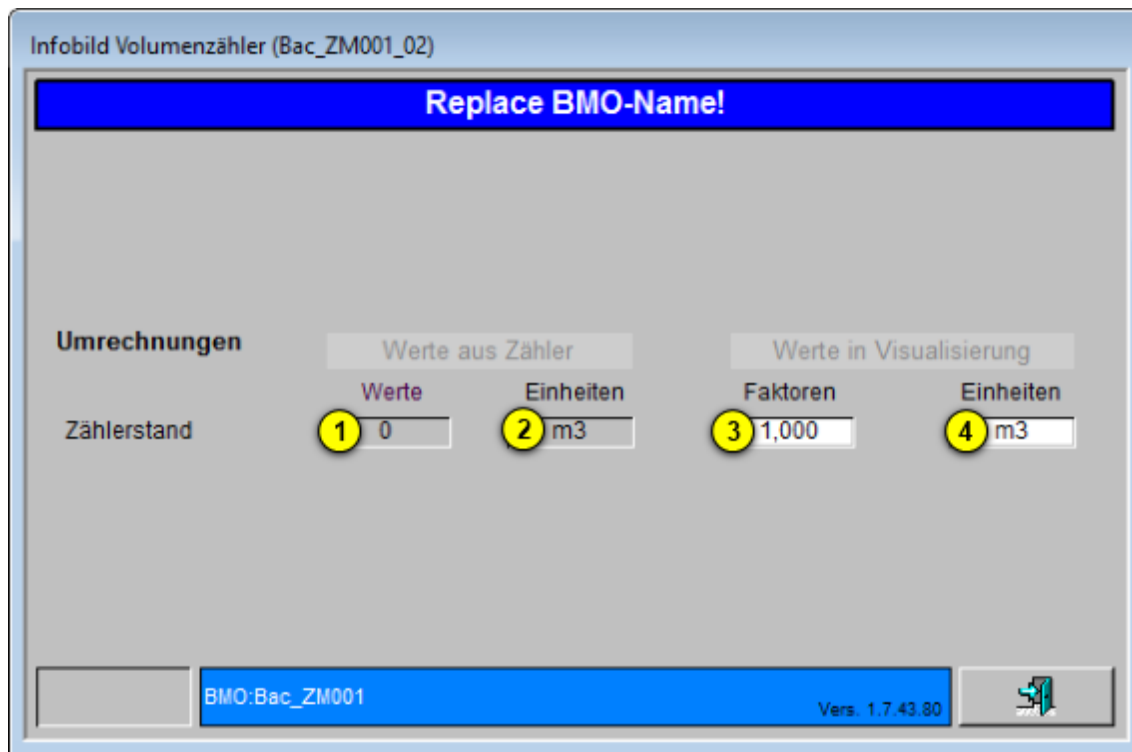 Infobild Volumenzähler (Bac_ZM001_02)
Replace BMO-Name!
Umrechnungen Werte aus Zähler Werte in Visualisierung
Werte Einheiten Faktoren Einheiten
Zählerstand 1 0 2 m3 3 1,000 4 m3
BMO:Bac_ZM001 Vers. 1.7.43.80